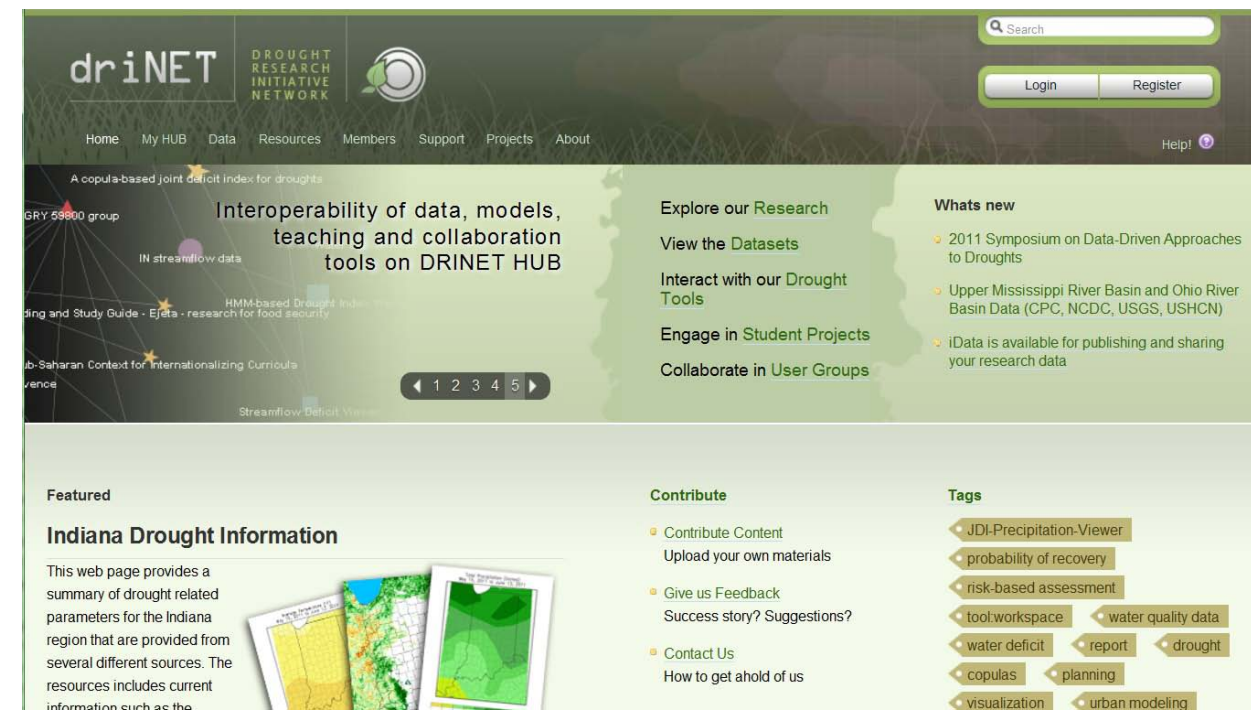 Search
driNET
DROUGHT
RESEARCH
INITIATIVE
NETWORK
Login
Register
Home My HUB Data Resources Members Support Projects About
Help!
A copula-based joint deficit index for droughts
GRY 59800 group
IN streamflow data
HMM-based Drought
ding and Study Guide - Ejeta - research for food security
ub-Saharan Context for Internationalizing Curricula
vence
Streamflow Deficit
Interoperability of data, models,
teaching and collaboration
tools on DRINET HUB
1 2 3 4 5
Explore our Research
View the Datasets
Interact with our Drought
Tools
Engage in Student Projects
Collaborate in User Groups
Whats new
2011 Symposium on Data-Driven Approaches
to Droughts
Upper Mississippi River Basin and Ohio River
Basin Data (CPC, NCDC, USGS, USHCN)
iData is available for publishing and sharing
your research data
Featured
Indiana Drought Information
This web page provides a
summary of drought related
parameters for the Indiana
region that are provided from
several different sources. The
resources includes current
information such as the
Contribute
Contribute Content
Upload your own materials
Give us Feedback
Success story? Suggestions?
Contact Us
How to get ahold of us
Tags
JDI-Precipitation-Viewer
probability of recovery
risk-based assessment
tool:workspace water quality data
water deficit report drought
copulas planning
visualization urban modeling